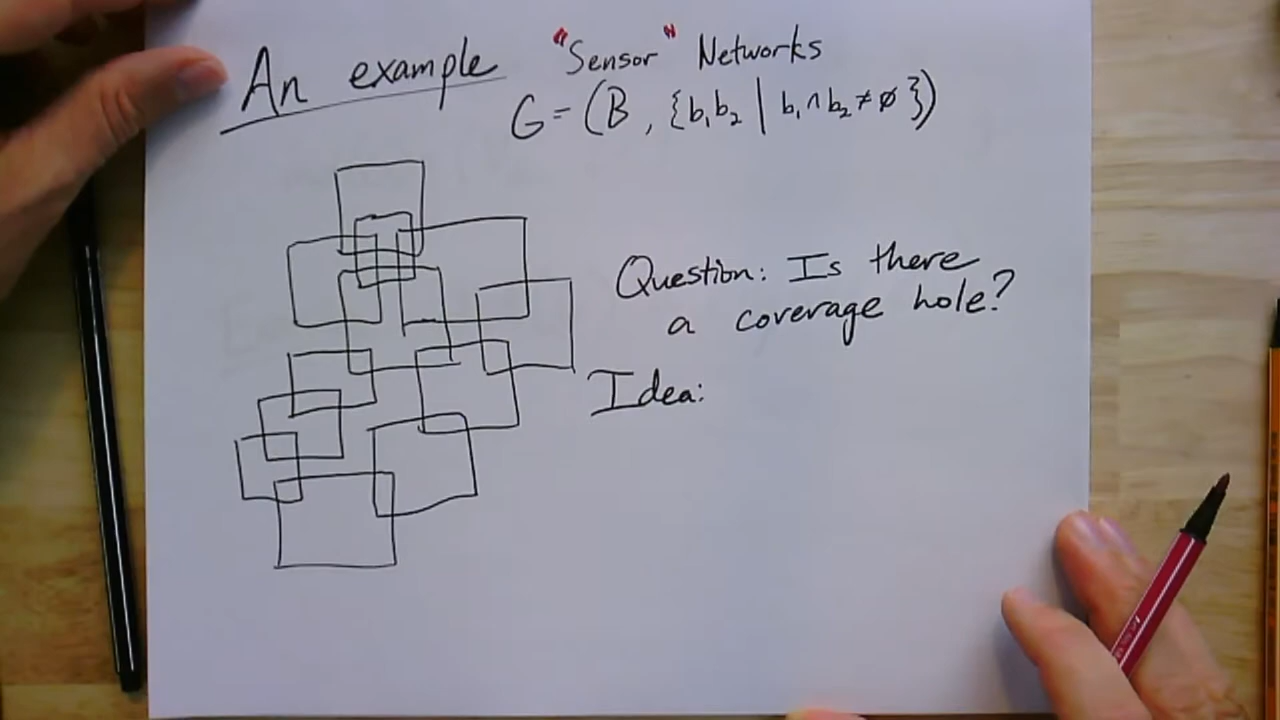 An example "Sensor" Networks
G = (B, {b₁b₂ | b₁ ∩ b₂ ≠ ∅})
Question: Is there
a coverage hole?
Idea: